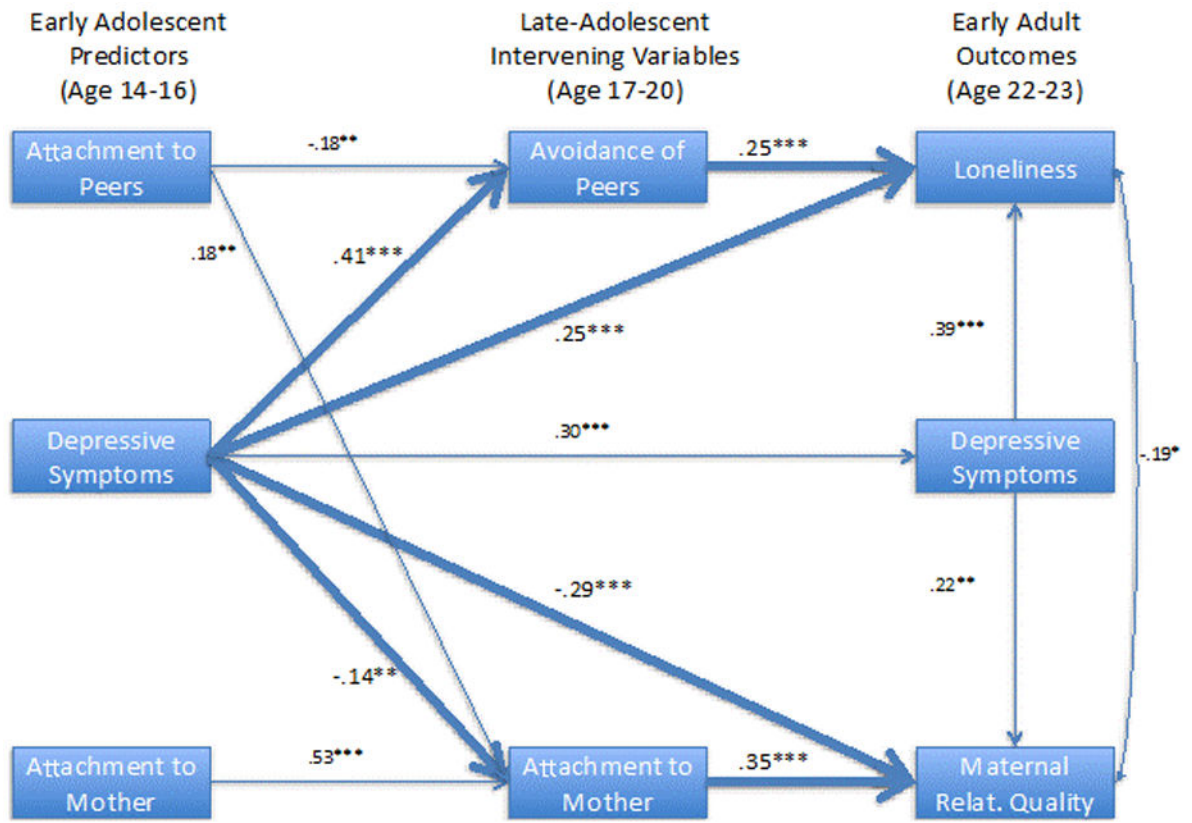 Early Adolescent
Predictors
(Age 14-16)
Late-Adolescent
Intervening Variables
(Age 17-20)
Early Adult
Outcomes
(Age 22-23)
Attachment to
Peers
-.18**
Avoidance of
Peers
.25***
Loneliness
.18**
.41***
.25***
.39***
Depressive
Symptoms
.30***
Depressive
Symptoms
-.19*
-.29***
.22**
-.14**
Attachment to
Mother
.53***
Attachment to
Mother
.35***
Maternal
Relat. Quality